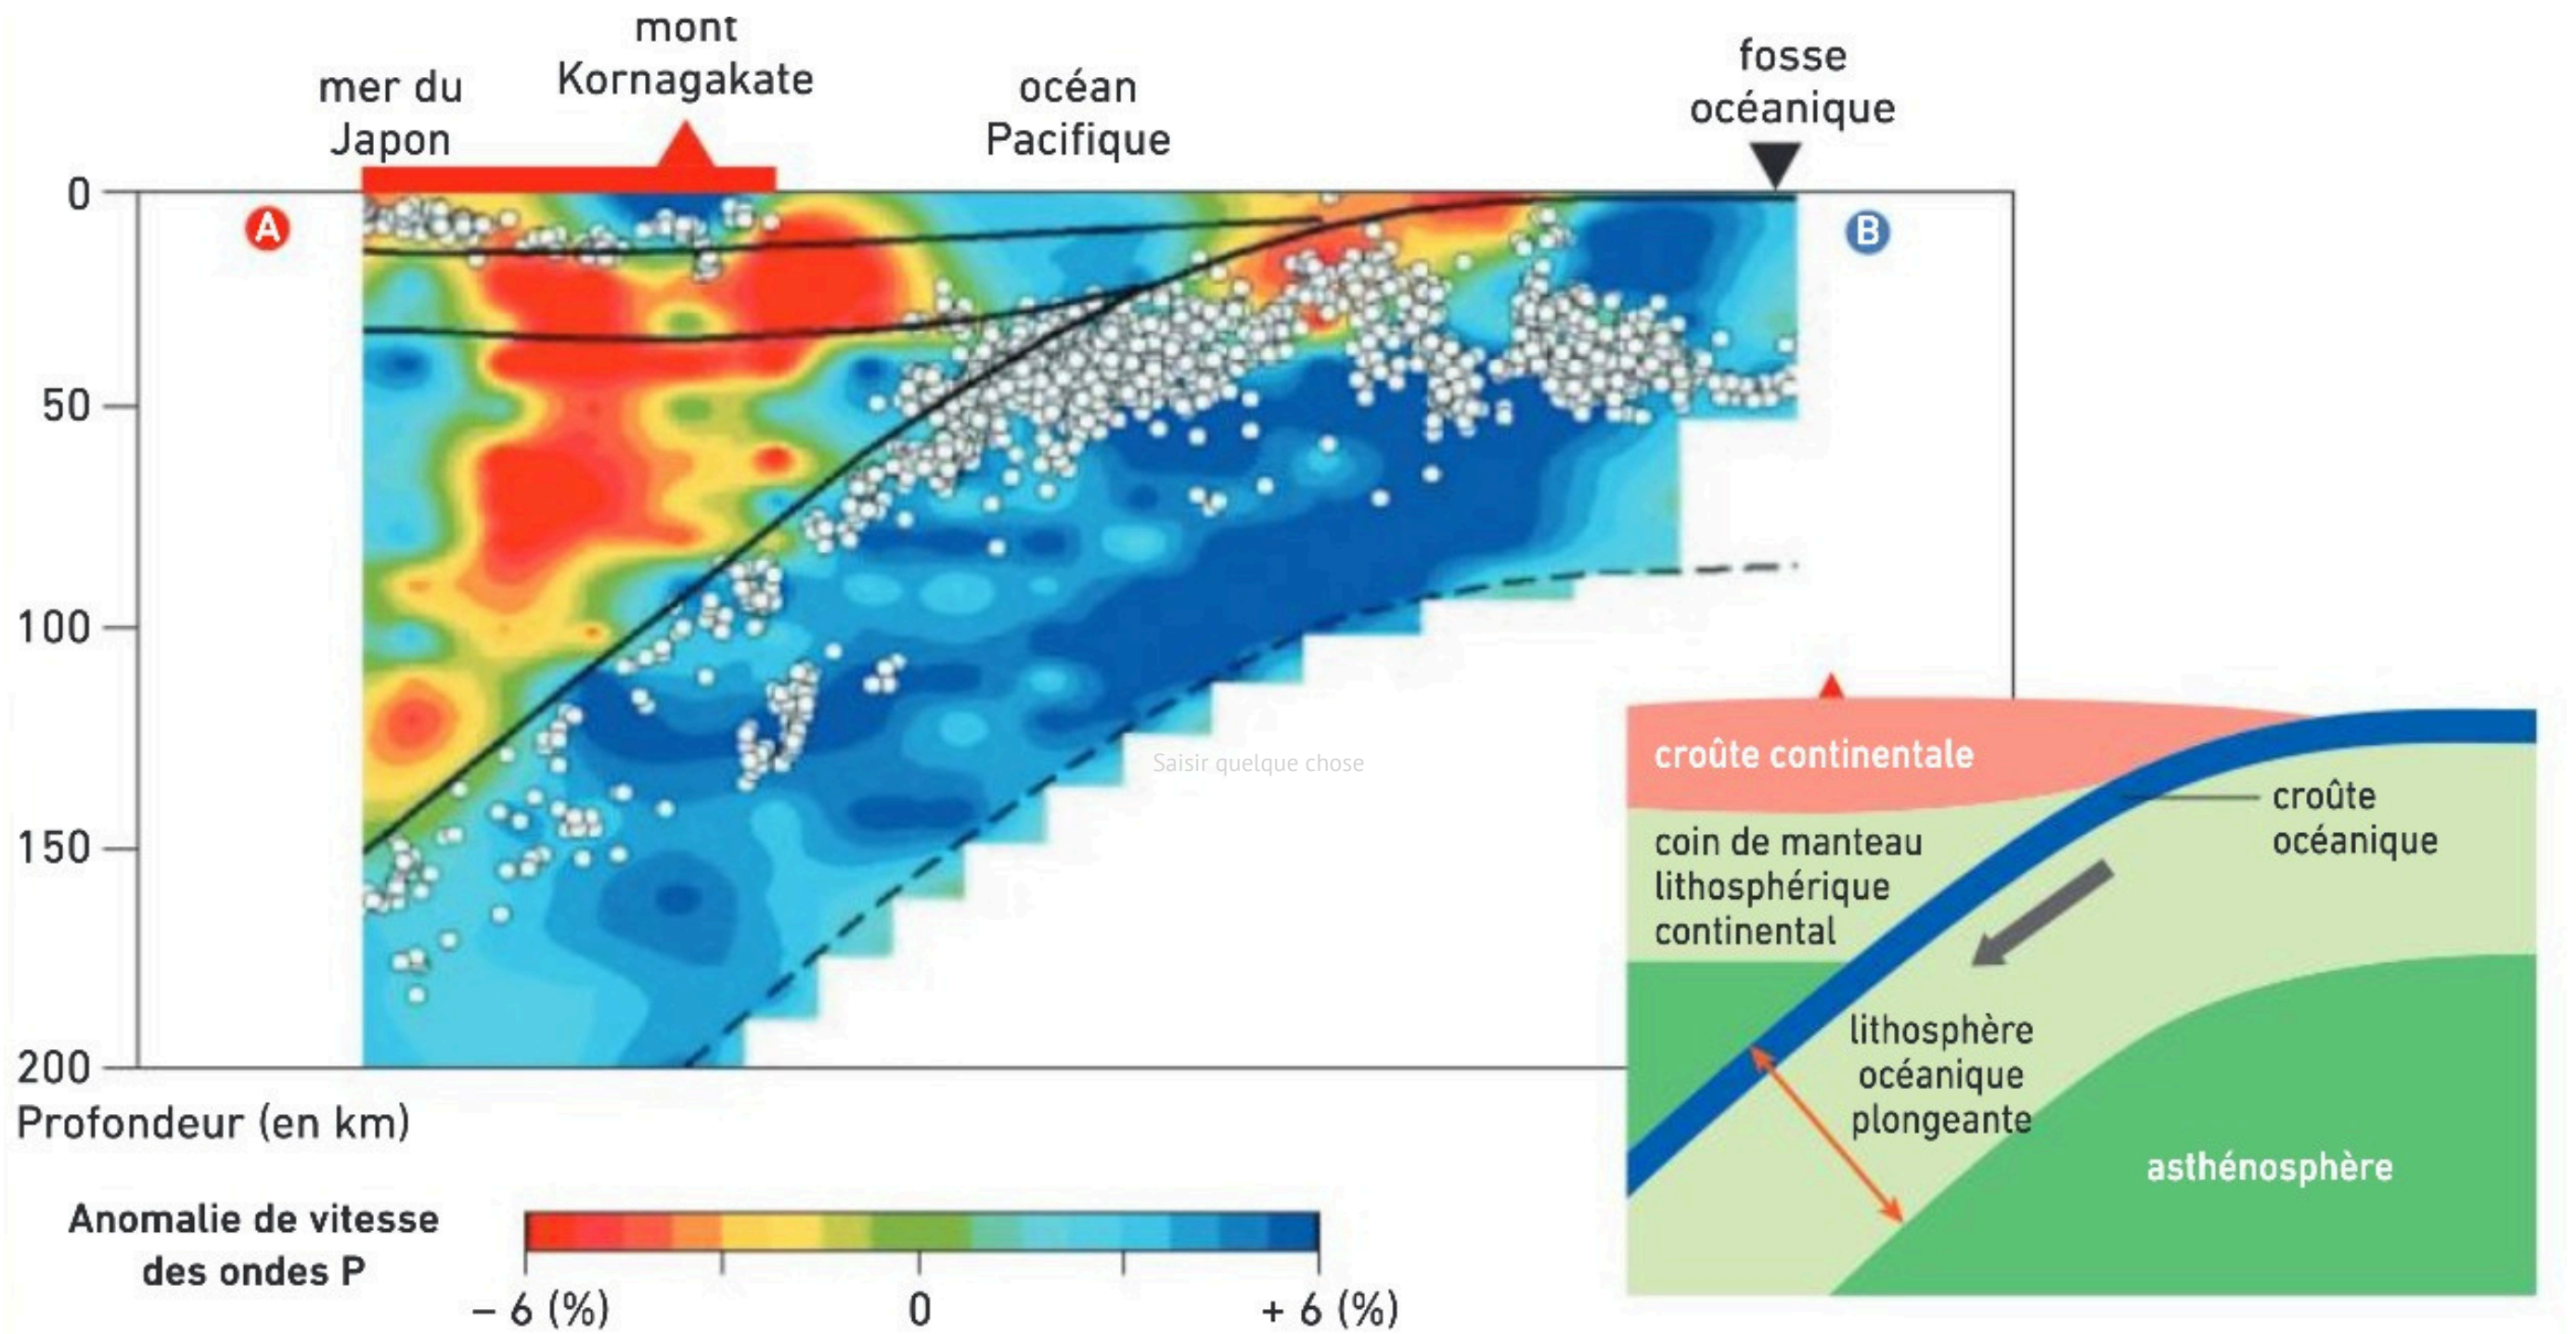 mer du
Japon
mont
Kornagakate
océan
Pacifique
fosse
océanique
0
A
B
50
100
150
200
Profondeur (en km)
Saisir quelque chose
croûte continentale
coin de manteau
lithosphérique
continental
croûte
océanique
lithosphère
océanique
plongeante
asthénosphère
Anomalie de vitesse
des ondes P
– 6 (%)
0
+ 6 (%)